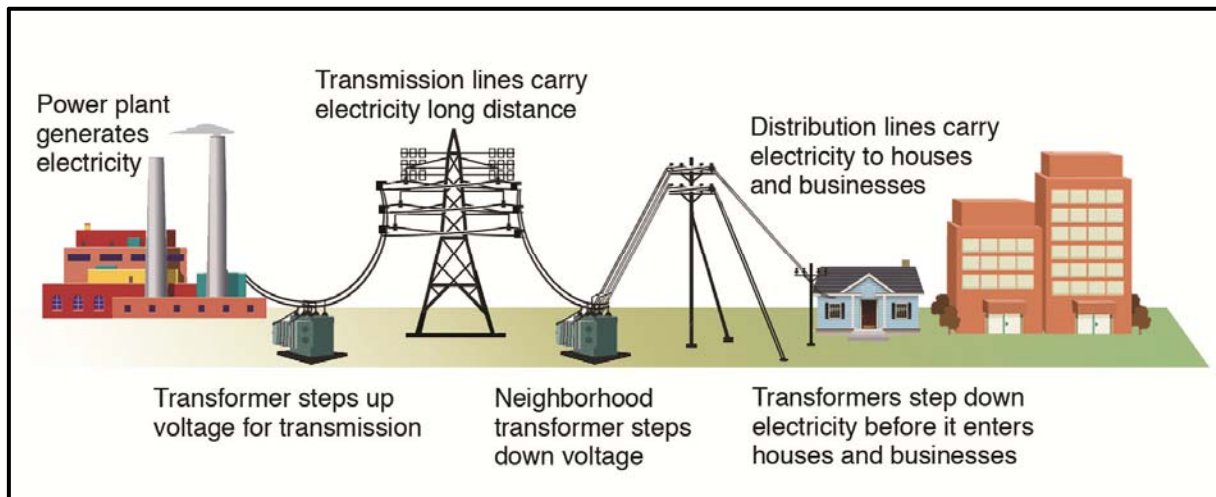 Power plant
generates
electricity
Transmission lines carry
electricity long distance
Distribution lines carry
electricity to houses
and businesses
Transformer steps up
voltage for transmission
Neighborhood
transformer steps
down voltage
Transformers step down
electricity before it enters
houses and businesses